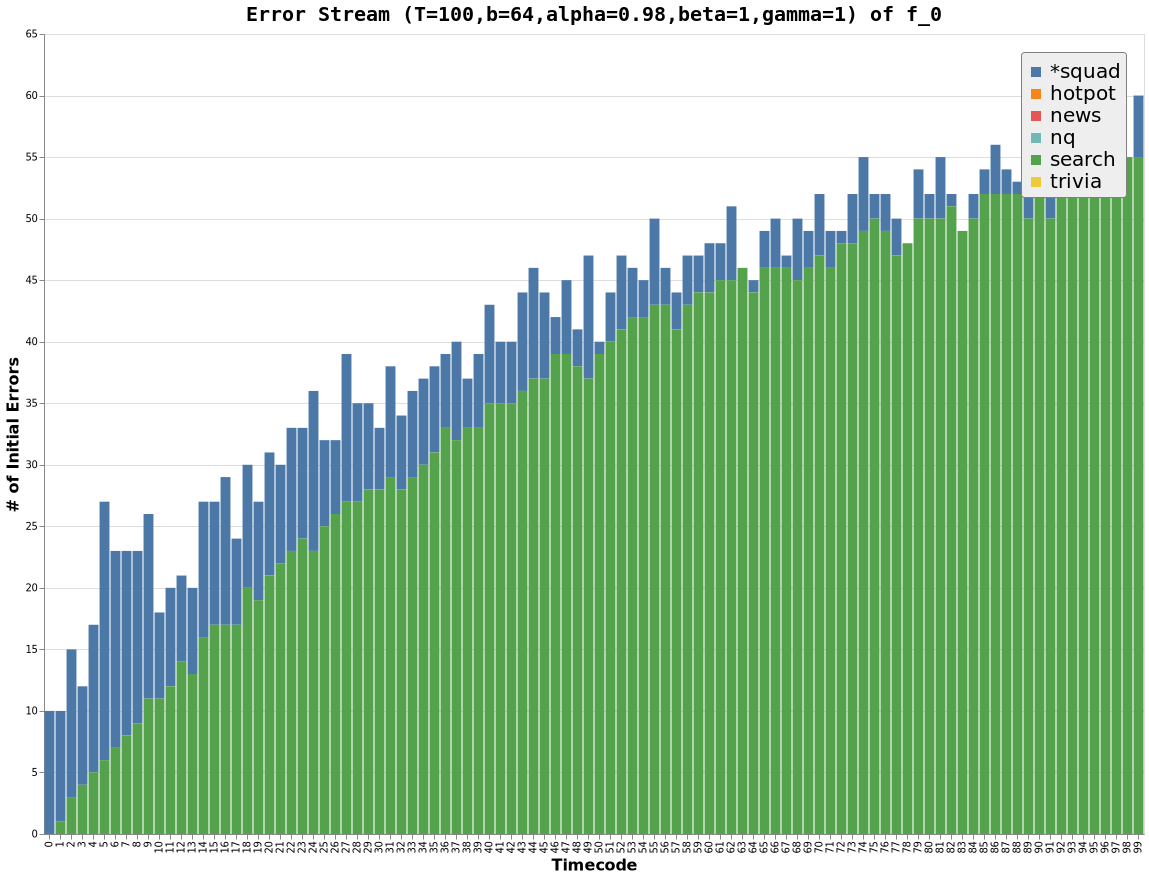 Error Stream (T=100,b=64,alpha=0.98,beta=1,gamma=1) of f_0
65
60
55
50
45
40
35
30
25
20
15
10
5
0
# of Initial Errors
*squad
hotpot
news
nq
search
trivia
0 1 2 3 4 5 6 7 8 9 10 11 12 13 14 15 16 17 18 19 20 21 22 23 24 25 26 27 28 29 30 31 32 33 34 35 36 37 38 39 40 41 42 43 44 45 46 47 48 49 50 51 52 53 54 55 56 57 58 59 60 61 62 63 64 65 66 67 68 69 70 71 72 73 74 75 76 77 78 79 80 81 82 83 84 85 86 87 88 89 90 91 92 93 94 95 96 97 98 99
Timecode